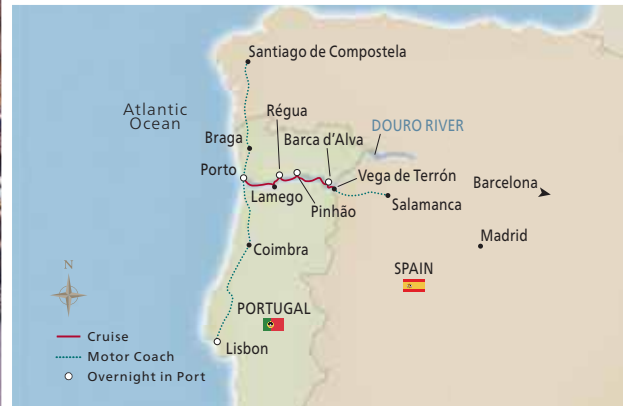 Santiago de Compostela
Atlantic
Ocean
Régua
Braga
Barca d'Alva
DOURO RIVER
Porto
Vega de Terrón
Barcelona
Lamego
Pinhão
Salamanca
Coimbra
Madrid
SPAIN
N
PORTUGAL
Cruise
Motor Coach
Overnight in Port
Lisbon